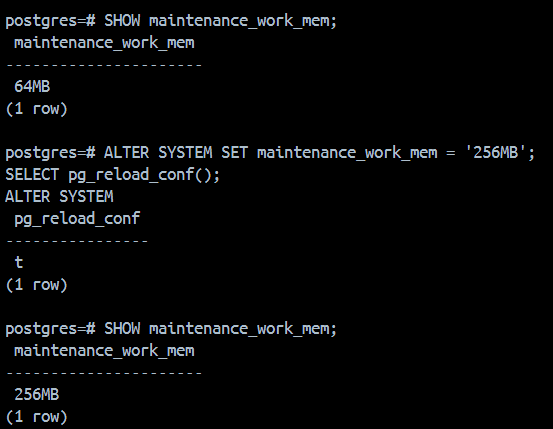 postgres=# SHOW maintenance_work_mem;
 maintenance_work_mem
----------------------
 64MB
(1 row)

postgres=# ALTER SYSTEM SET maintenance_work_mem = '256MB';
SELECT pg_reload_conf();
ALTER SYSTEM
 pg_reload_conf
----------------
 t
(1 row)

postgres=# SHOW maintenance_work_mem;
 maintenance_work_mem
----------------------
 256MB
(1 row)